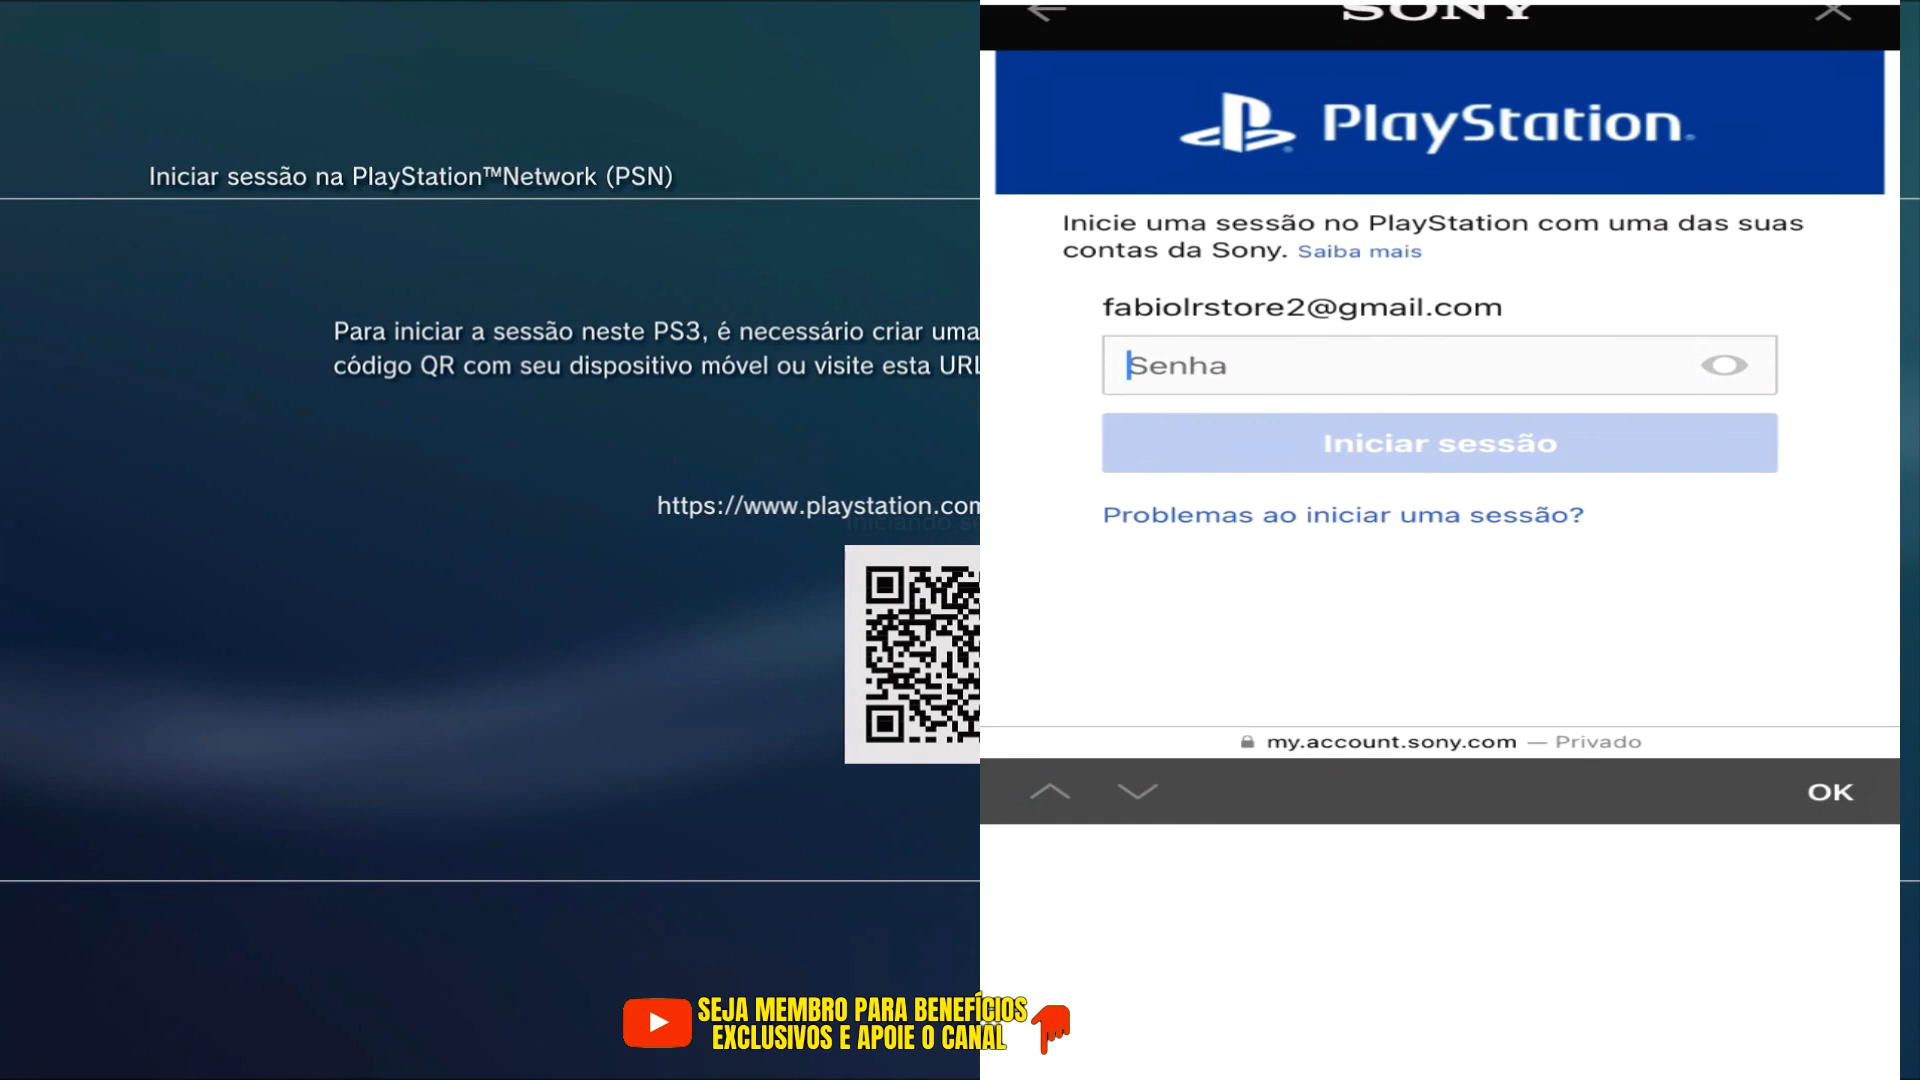 Iniciar sessão na PlayStation™Network (PSN)
Para iniciar a sessão neste PS3, é necessário criar uma
código QR com seu dispositivo móvel ou visite esta URL
https://www.playstation.com
Iniciando se
SONY
PlayStation®
Inicie uma sessão no PlayStation com uma das suas
contas da Sony. Saiba mais
fabiolrstore2@gmail.com
Senha
Iniciar sessão
Problemas ao iniciar uma sessão?
my.account.sony.com — Privado
OK
SEJA MEMBRO PARA BENEFÍCIOS
EXCLUSIVOS E APOIE O CANAL